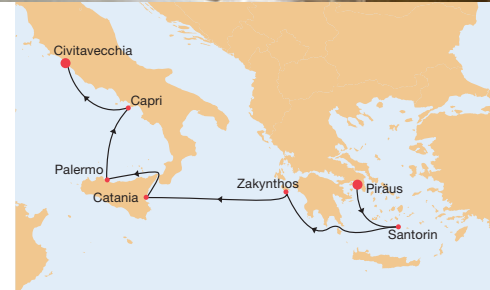 Civitavecchia
Capri
Palermo
Catania
Zakynthos
Piräus
Santorin